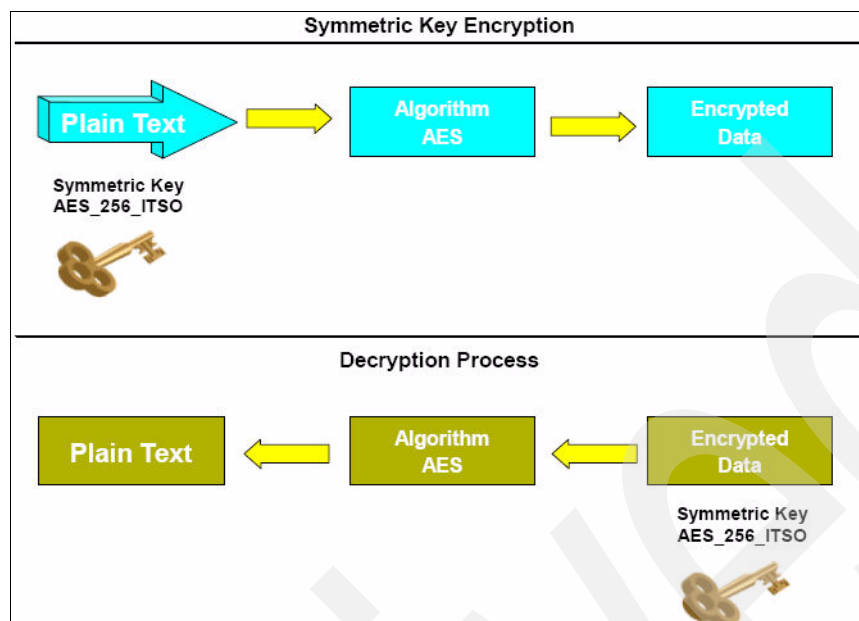 Symmetric Key Encryption
Plain Text
Algorithm
AES
Encrypted
Data
Symmetric Key
AES_256_ITSO
Decryption Process
Plain Text
Algorithm
AES
Encrypted
Data
Symmetric Key
AES_256_ITSO